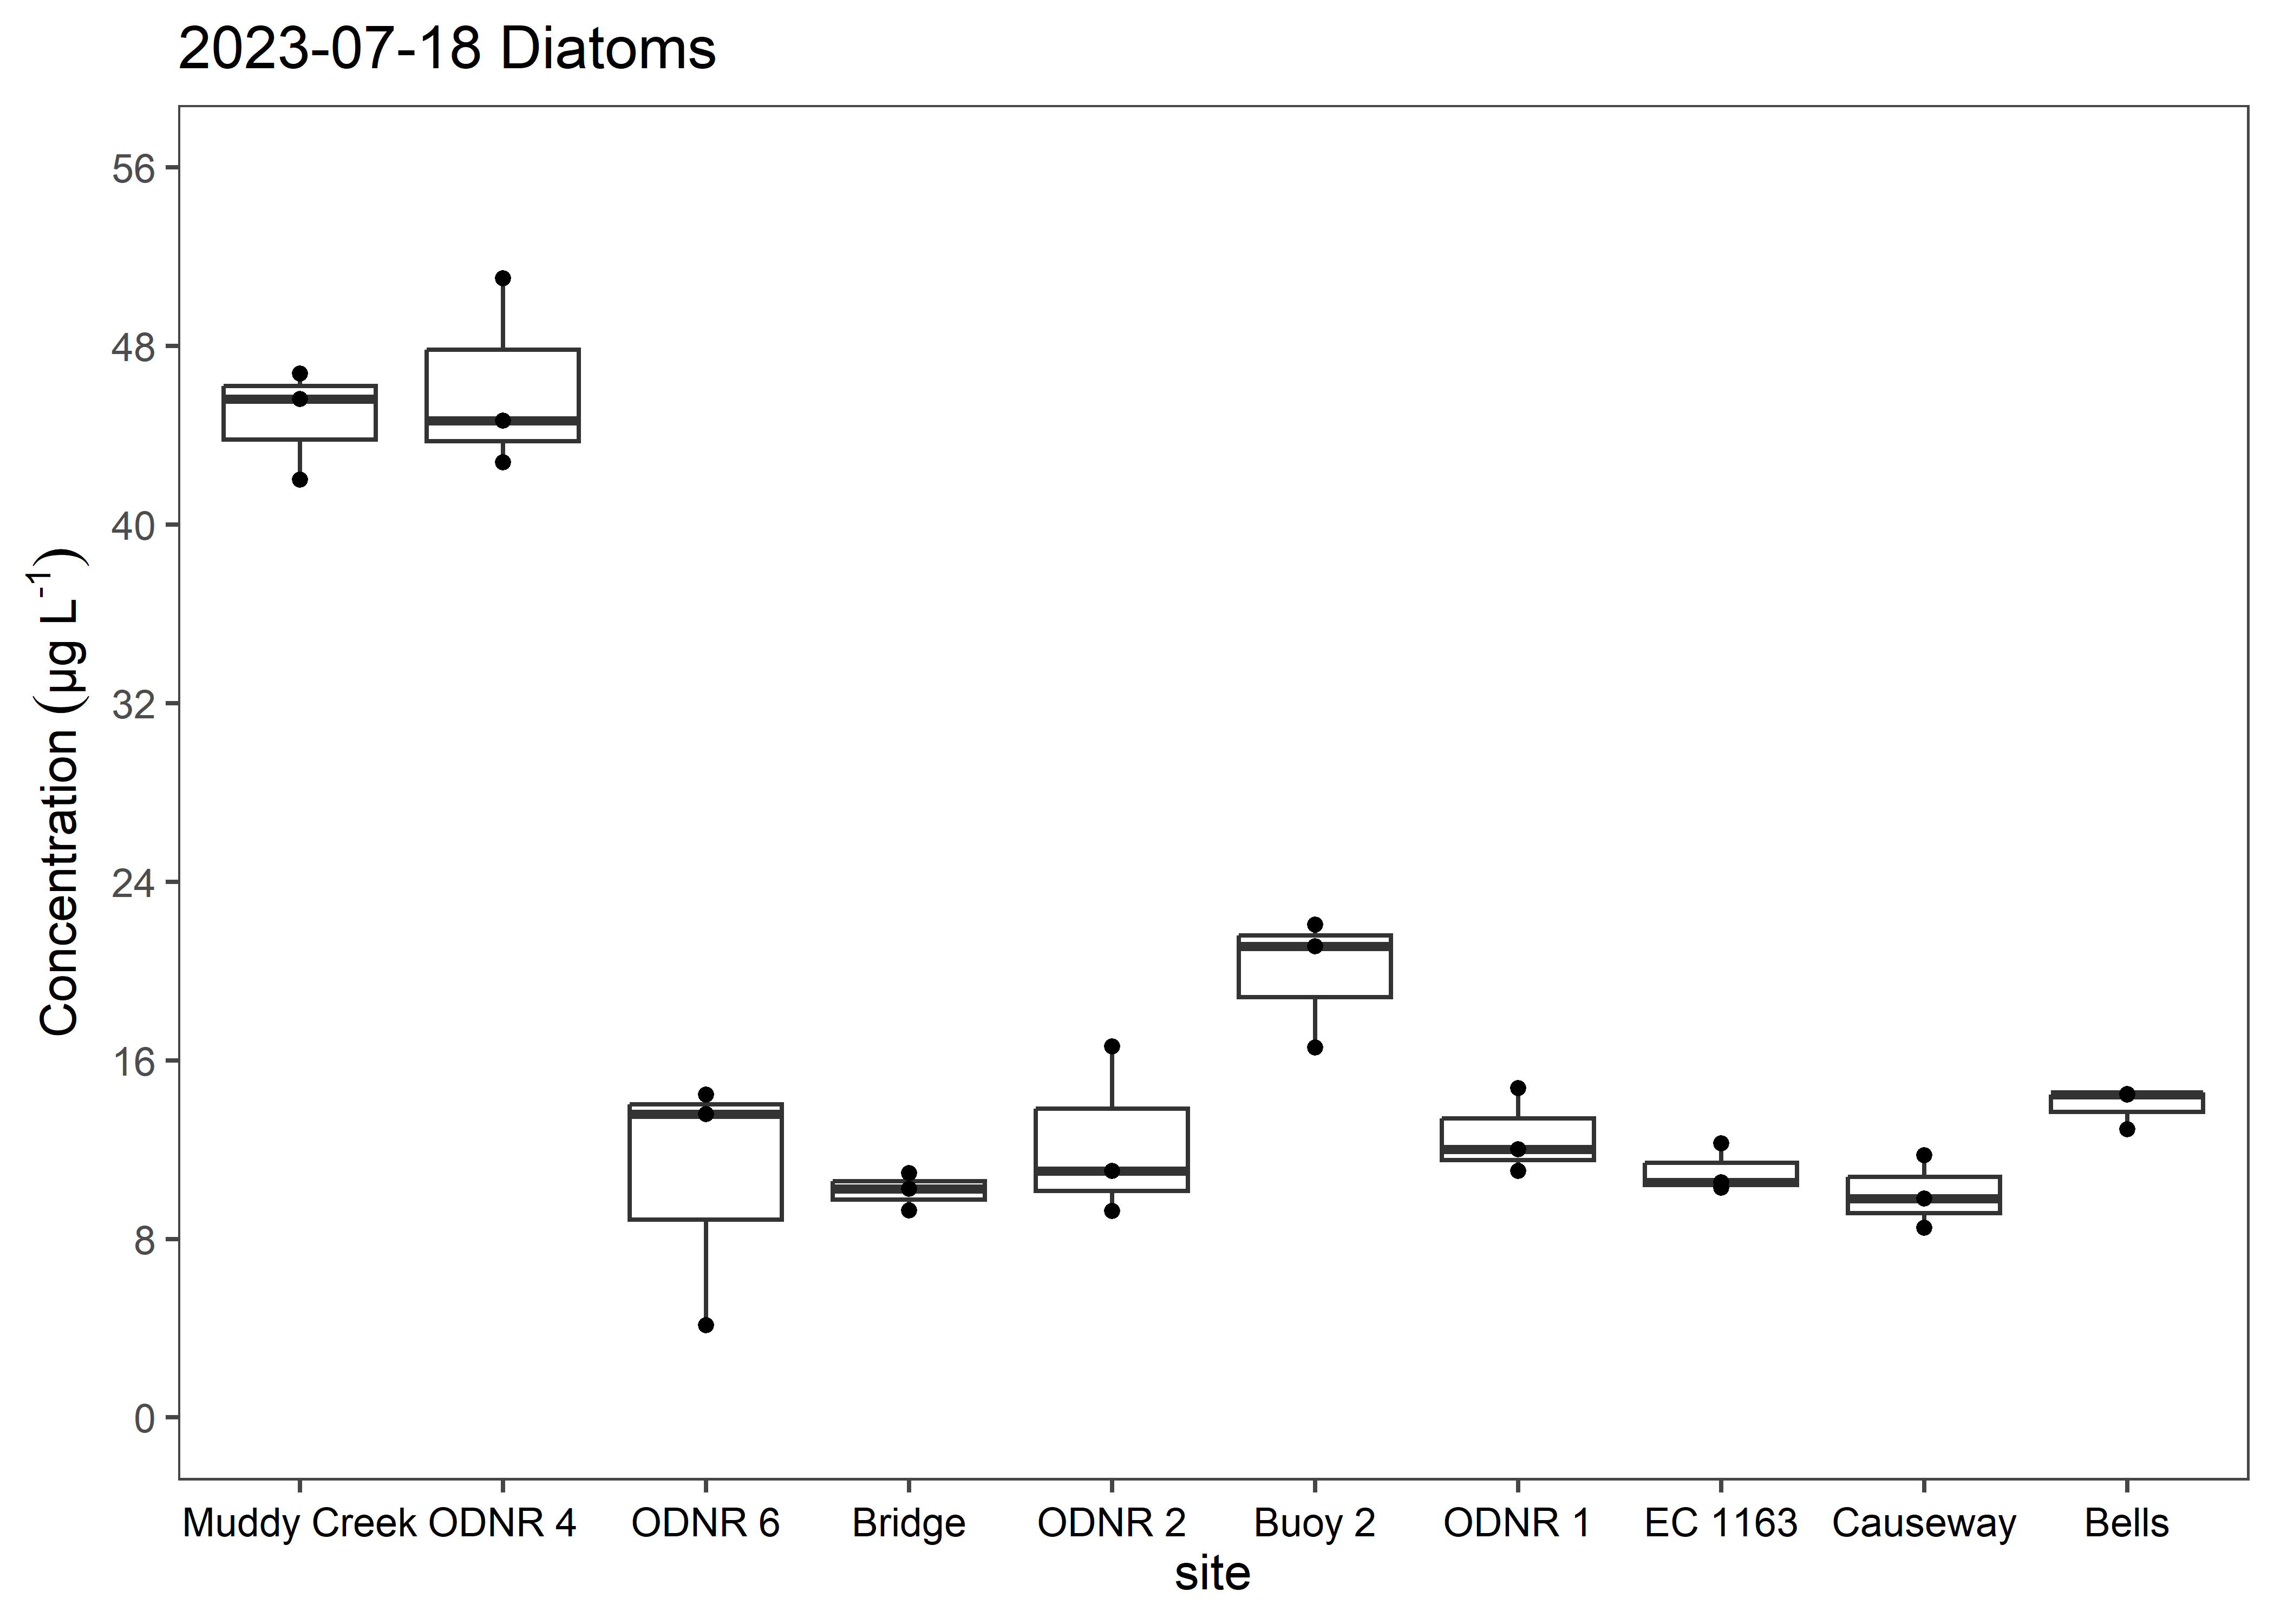 2023-07-18 Diatoms
56
48
40
32
24
16
8
0
Concentration (µg L⁻¹)
Muddy Creek ODNR 4 ODNR 6 Bridge ODNR 2 Buoy 2 ODNR 1 EC 1163 Causeway Bells
site